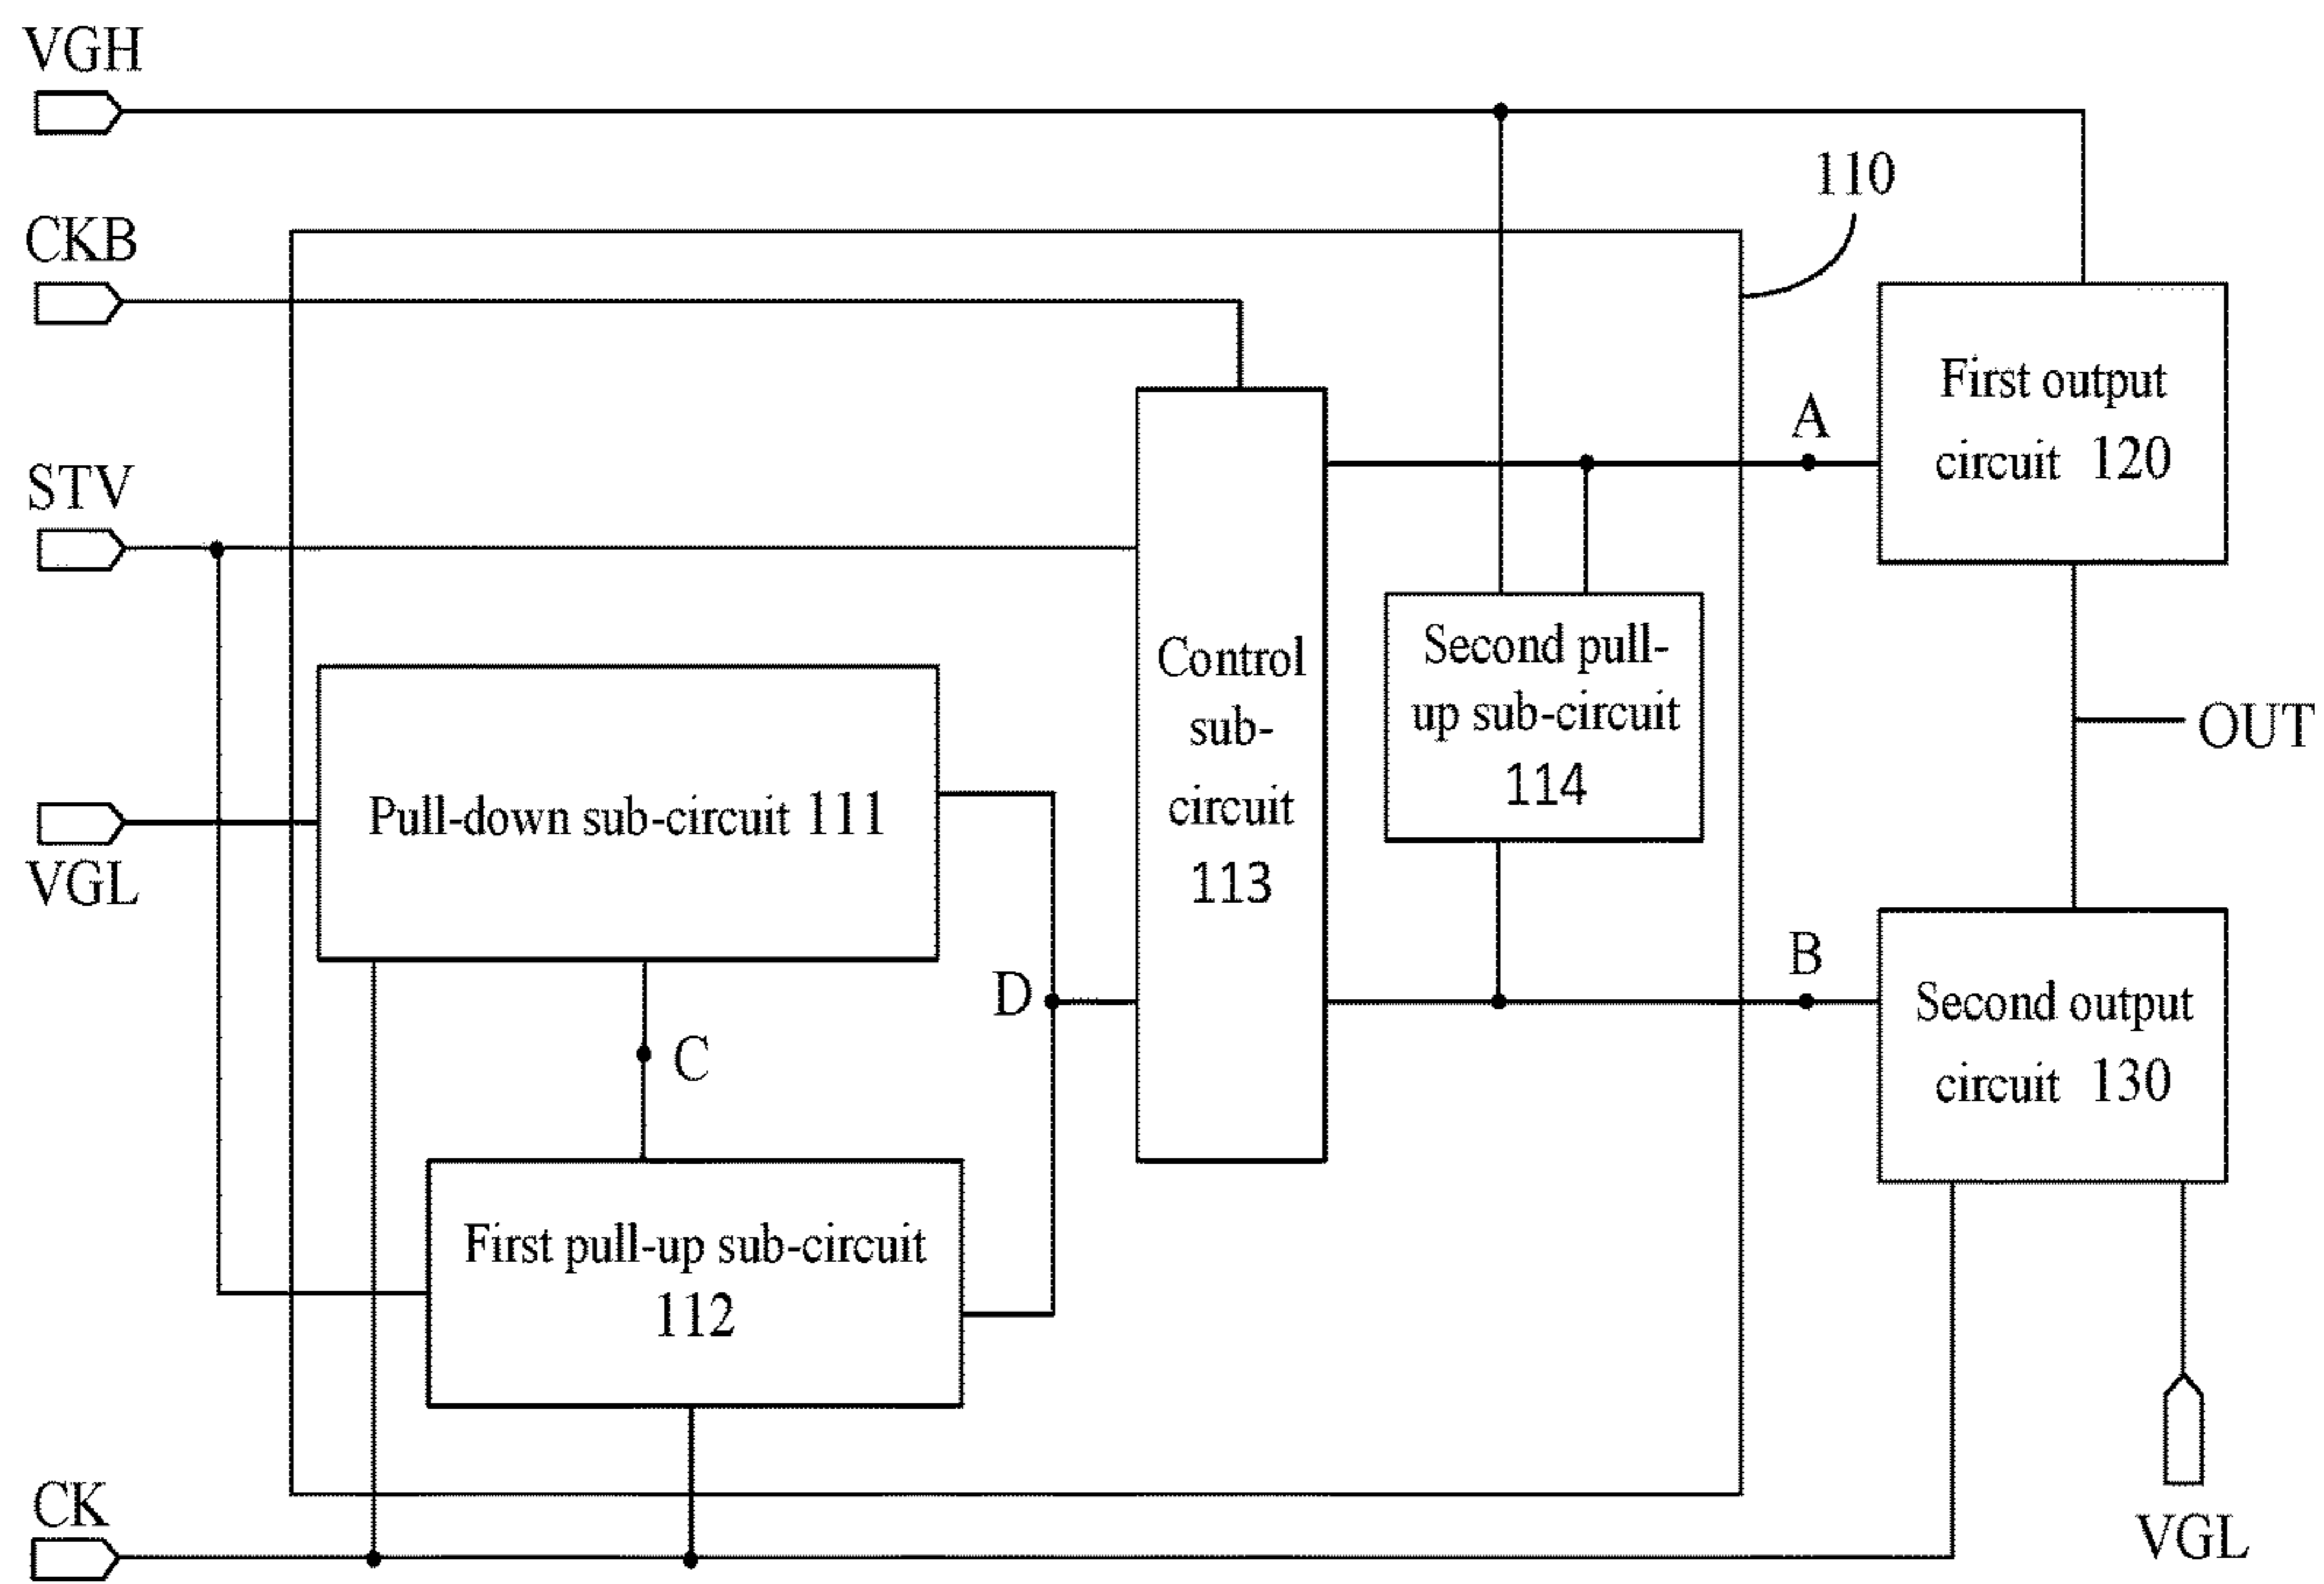 VGH
110
CKB
First output
circuit 120
A
STV
Control
sub-
circuit
113
Second pull-
up sub-circuit
114
OUT
Pull-down sub-circuit 111
VGL
B
D
Second output
circuit 130
C
First pull-up sub-circuit
112
CK
VGL